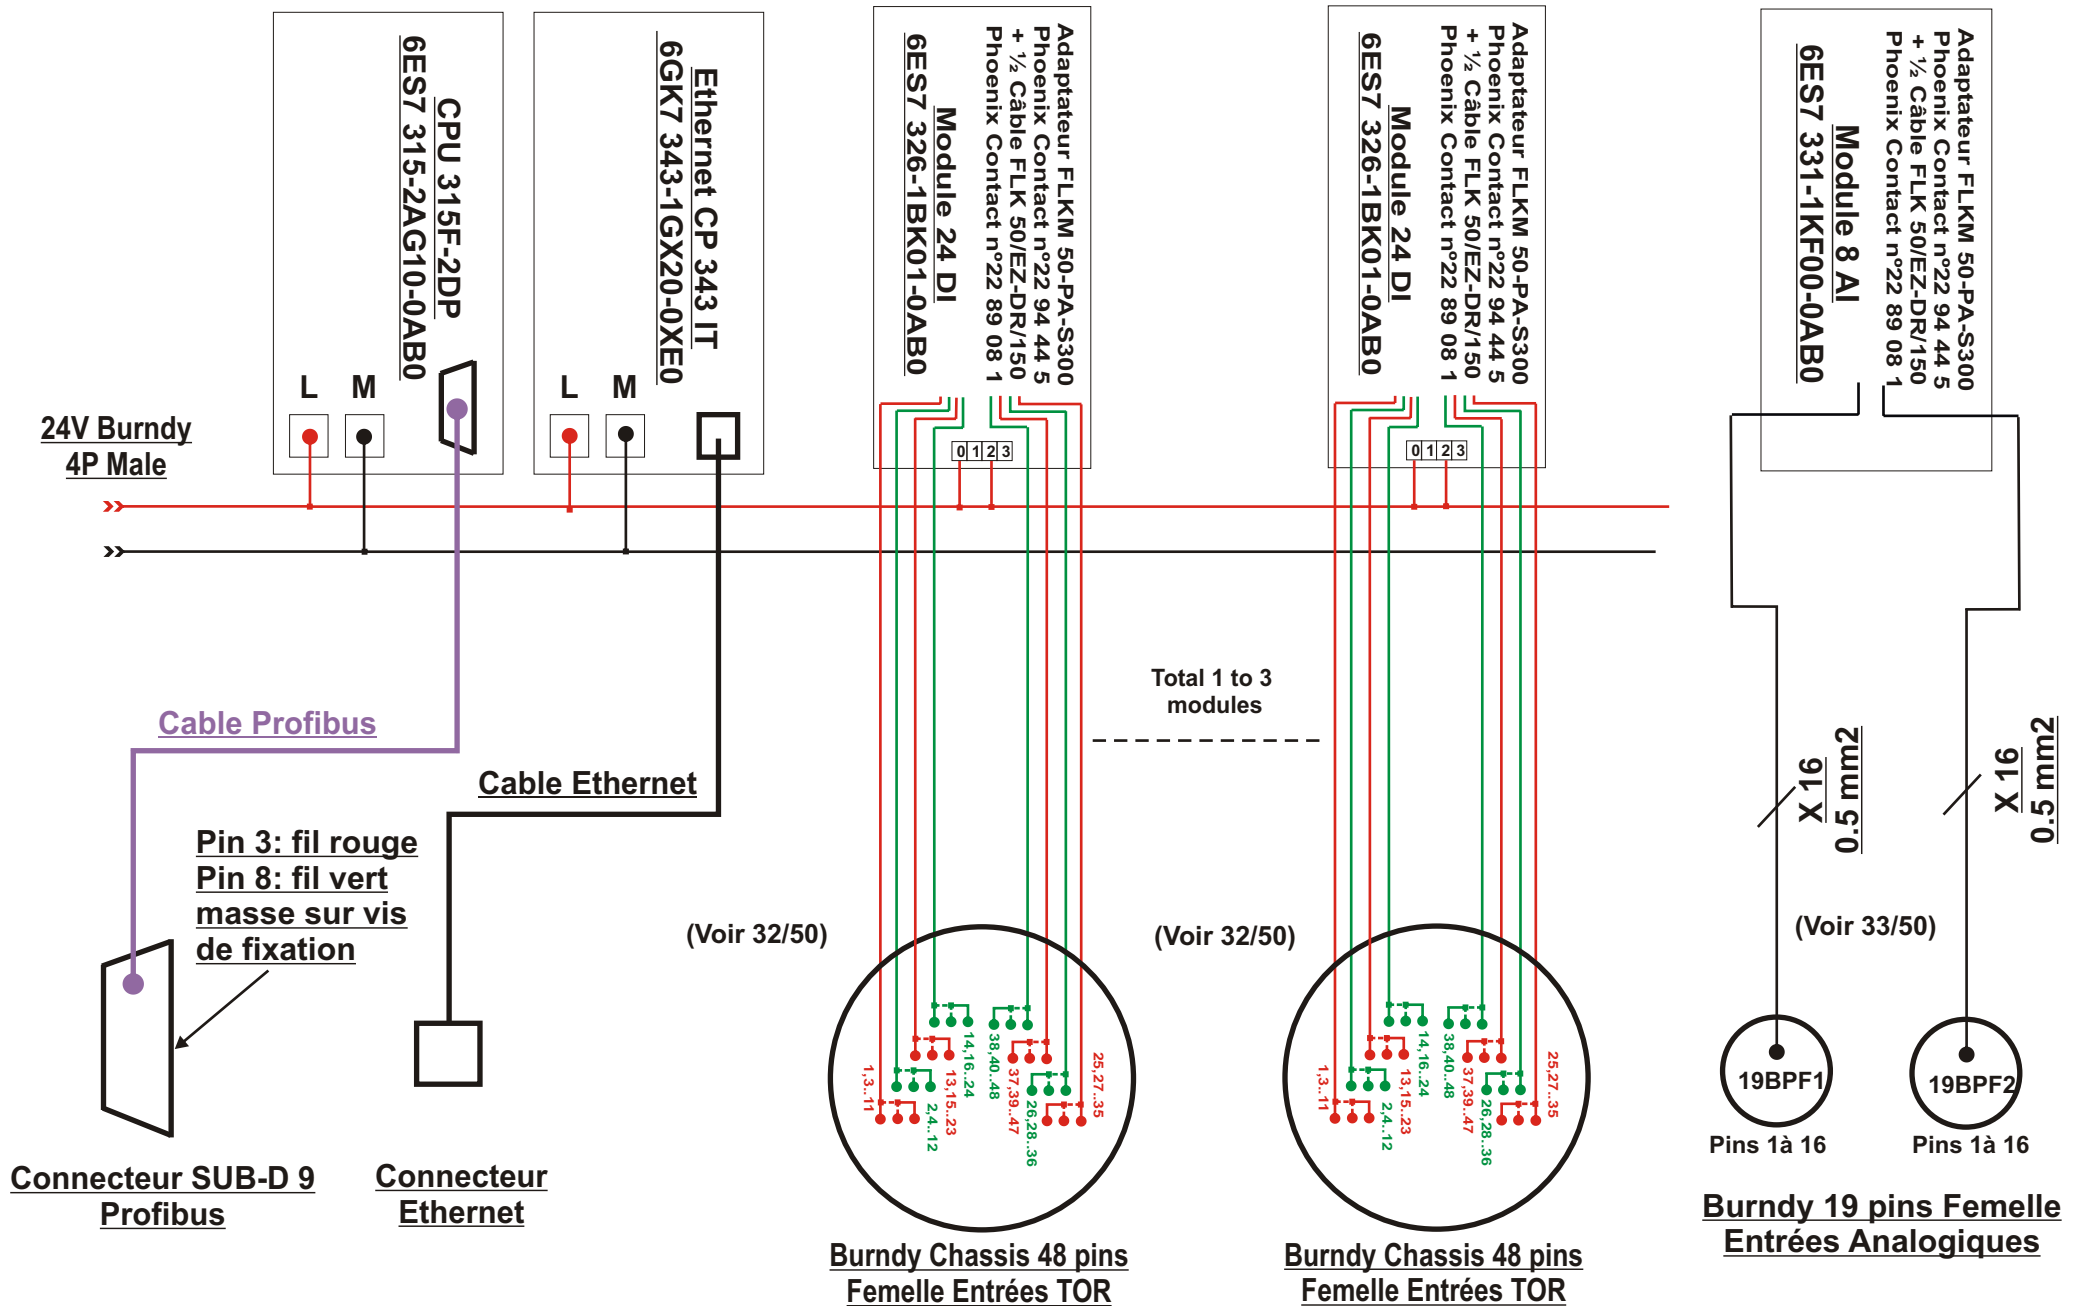 CPU 315F-2DP
6ES7 315-2AG10-0AB0
L
M
Ethernet CP 343 IT
6GK7 343-1GX20-0XE0
L
M
Adaptateur FLKM 50-PA-S300
Phoenix Contact n°22 94 44 5
+ ½ Câble FLK 50/EZ-DR/150
Phoenix Contact n°22 89 08 1
Module 24 DI
6ES7 326-1BK01-0AB0
0 1 2 3
Adaptateur FLKM 50-PA-S300
Phoenix Contact n°22 94 44 5
+ ½ Câble FLK 50/EZ-DR/150
Phoenix Contact n°22 89 08 1
Module 24 DI
6ES7 326-1BK01-0AB0
0 1 2 3
Adaptateur FLKM 50-PA-S300
Phoenix Contact n°22 94 44 5
+ ½ Câble FLK 50/EZ-DR/150
Phoenix Contact n°22 89 08 1
Module 8 AI
6ES7 331-1KF00-0AB0
24V Burndy
4P Male
Total 1 to 3
modules
Cable Profibus
Cable Ethernet
X 16
0.5 mm2
X 16
0.5 mm2
Pin 3: fil rouge
Pin 8: fil vert
masse sur vis
de fixation
(Voir 32/50)
(Voir 32/50)
(Voir 33/50)
1,3..11
2,4..12
13,15..23
14,16..24
38,40..48
37,39..47
26,28..36
25,27..35
1,3..11
2,4..12
13,15..23
14,16..24
38,40..48
37,39..47
26,28..36
25,27..35
19BPF1
19BPF2
Pins 1à 16
Pins 1à 16
Connecteur SUB-D 9
Profibus
Connecteur
Ethernet
Burndy Chassis 48 pins
Femelle Entrées TOR
Burndy Chassis 48 pins
Femelle Entrées TOR
Burndy 19 pins Femelle
Entrées Analogiques